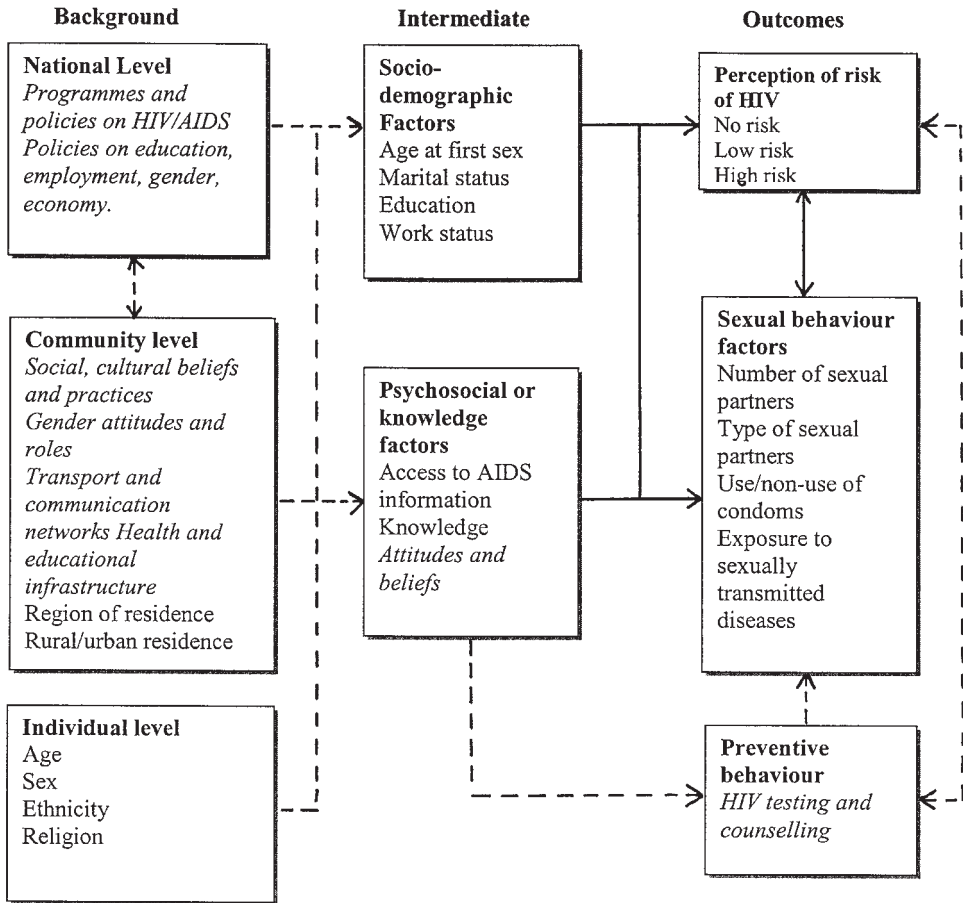 Background
National Level
Programmes and
policies on HIV/AIDS
Policies on education,
employment, gender,
economy.
Community level
Social, cultural beliefs
and practices
Gender attitudes and
roles
Transport and
communication
networks Health and
educational
infrastructure
Region of residence
Rural/urban residence
Individual level
Age
Sex
Ethnicity
Religion
Intermediate
Socio-
demographic
Factors
Age at first sex
Marital status
Education
Work status
Psychosocial or
knowledge factors
Access to AIDS
information
Knowledge
Attitudes and
beliefs
Outcomes
Perception of risk
of HIV
No risk
Low risk
High risk
Sexual behaviour
factors
Number of sexual
partners
Type of sexual
partners
Use/non-use of
condoms
Exposure to
sexually
transmitted
diseases
Preventive
behaviour
HIV testing and
counselling